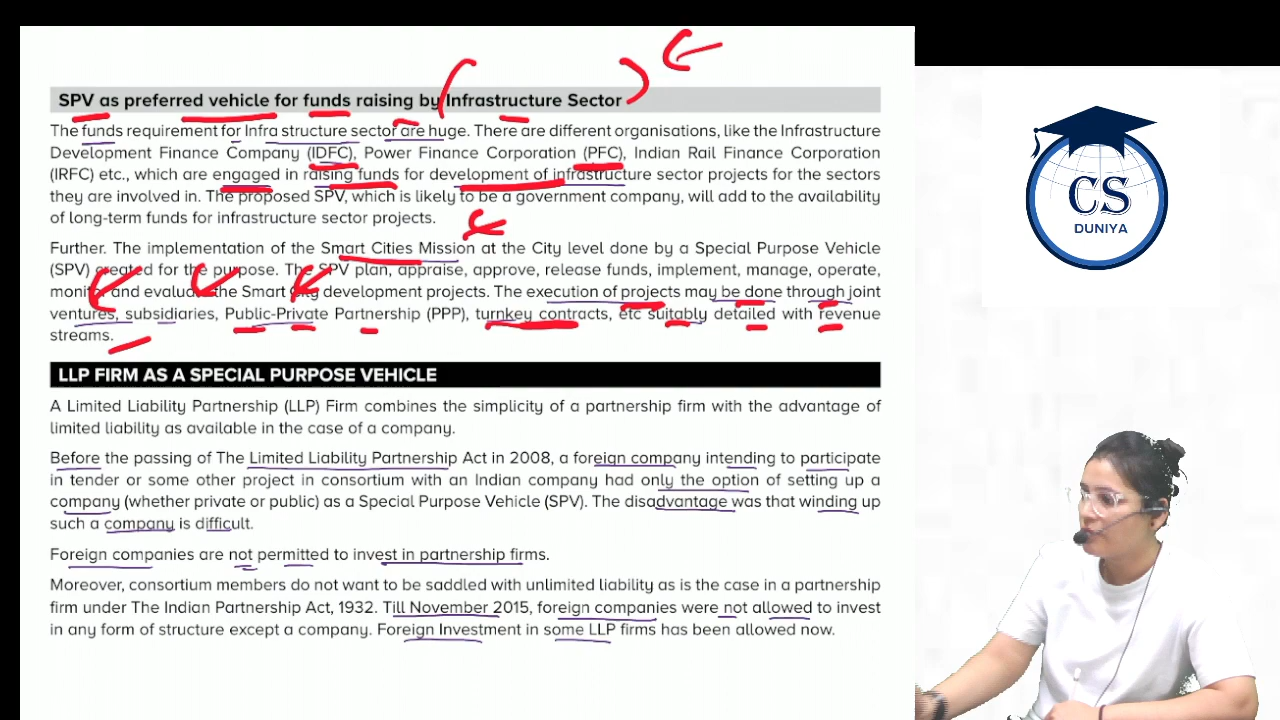 SPV as preferred vehicle for funds raising by Infrastructure Sector
The funds requirement for Infra structure sector are huge. There are different organisations, like the Infrastructure
Development Finance Company (IDFC), Power Finance Corporation (PFC), Indian Rail Finance Corporation
(IRFC) etc., which are engaged in raising funds for development of infrastructure sector projects for the sectors
they are involved in. The proposed SPV, which is likely to be a government company, will add to the availability
of long-term funds for infrastructure sector projects.
Further. The implementation of the Smart Cities Mission at the City level done by a Special Purpose Vehicle
(SPV) created for the purpose. The SPV plan, appraise, approve, release funds, implement, manage, operate,
monitor and evaluate the Smart City development projects. The execution of projects may be done through joint
ventures, subsidiaries, Public-Private Partnership (PPP), turnkey contracts, etc suitably detailed with revenue
streams.
LLP FIRM AS A SPECIAL PURPOSE VEHICLE
A Limited Liability Partnership (LLP) Firm combines the simplicity of a partnership firm with the advantage of
limited liability as available in the case of a company.
Before the passing of The Limited Liability Partnership Act in 2008, a foreign company intending to participate
in tender or some other project in consortium with an Indian company had only the option of setting up a
company (whether private or public) as a Special Purpose Vehicle (SPV). The disadvantage was that winding up
such a company is difficult.
Foreign companies are not permitted to invest in partnership firms.
Moreover, consortium members do not want to be saddled with unlimited liability as is the case in a partnership
firm under The Indian Partnership Act, 1932. Till November 2015, foreign companies were not allowed to invest
in any form of structure except a company. Foreign Investment in some LLP firms has been allowed now.
CS
DUNIYA